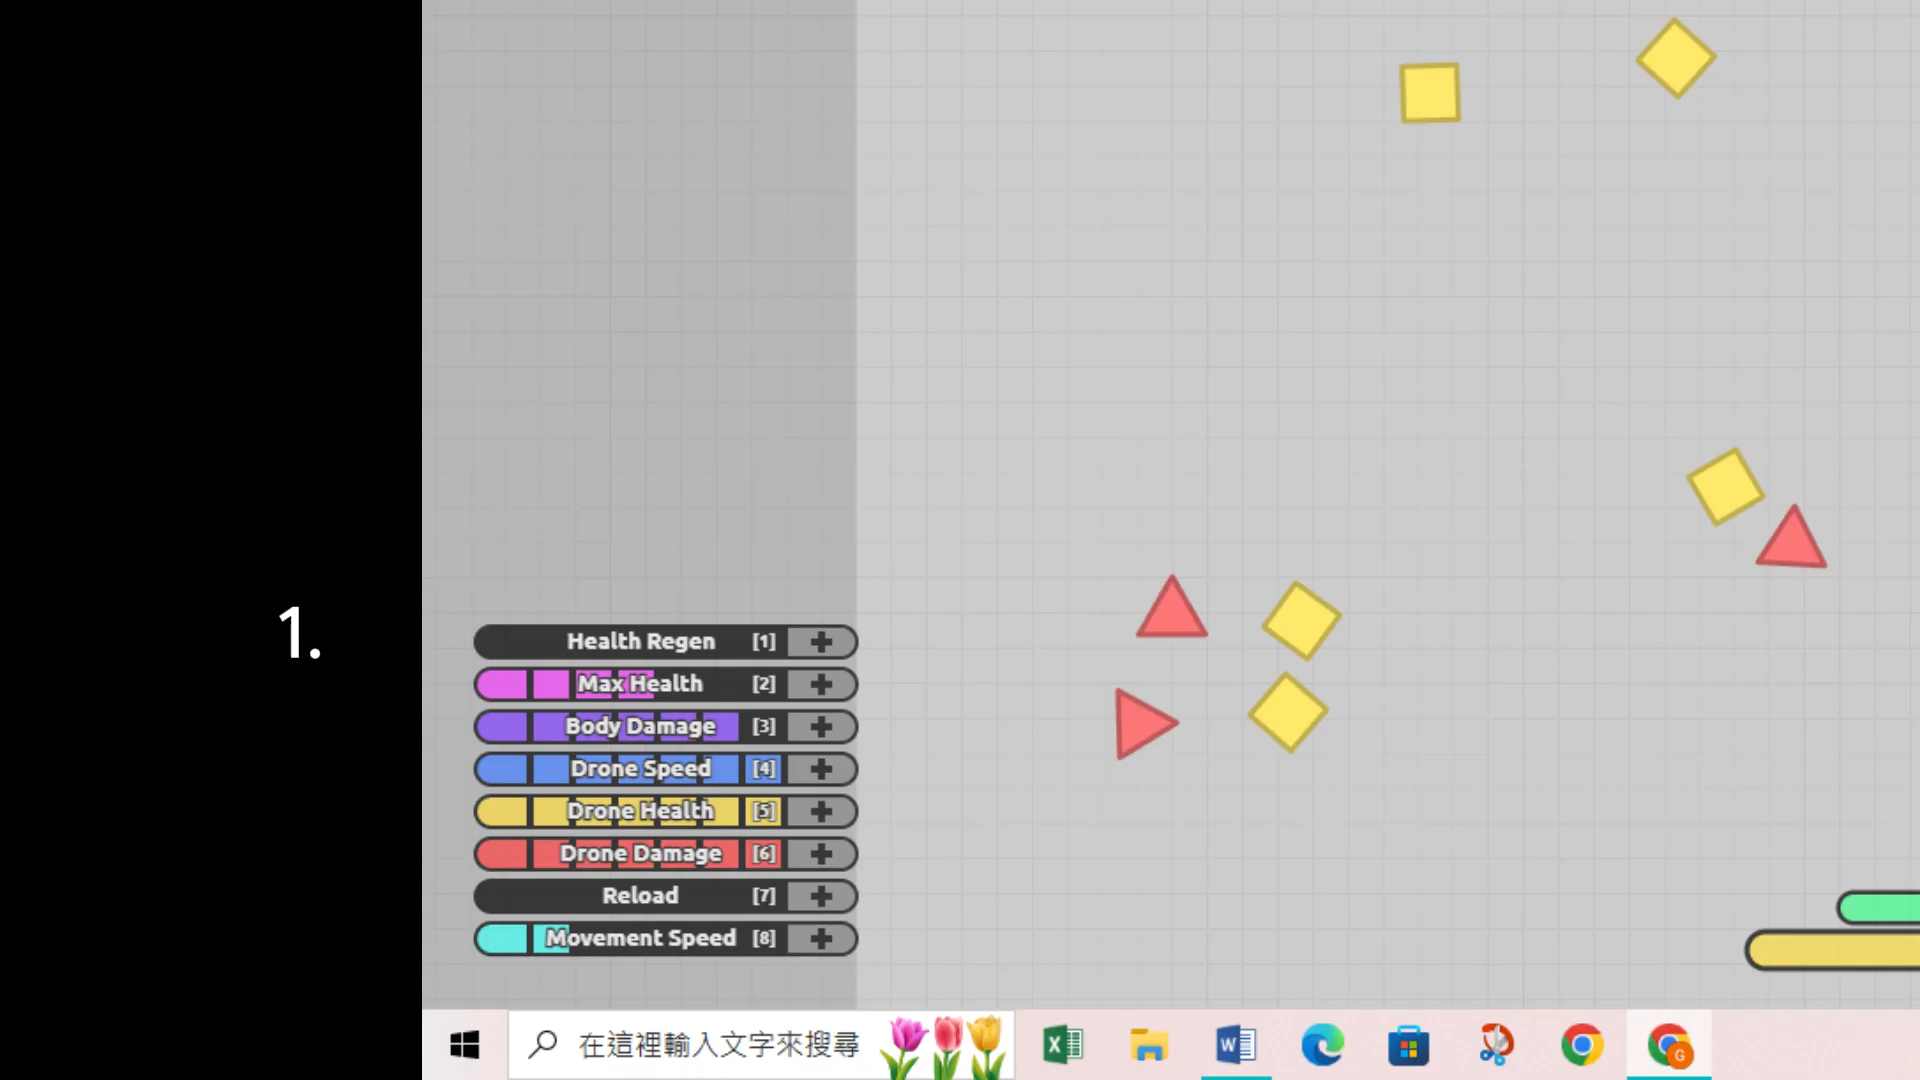 1.
Health Regen [1]
Max Health [2]
Body Damage [3]
Drone Speed [4]
Drone Health [5]
Drone Damage [6]
Reload [7]
Movement Speed [8]
在這裡輸入文字來搜尋
X
W
G